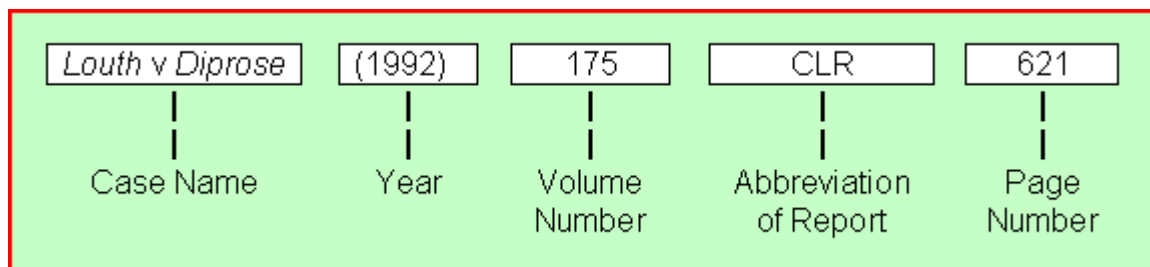 Louth v Diprose (1992) 175 CLR 621
Case Name Year Volume Number Abbreviation of Report Page Number